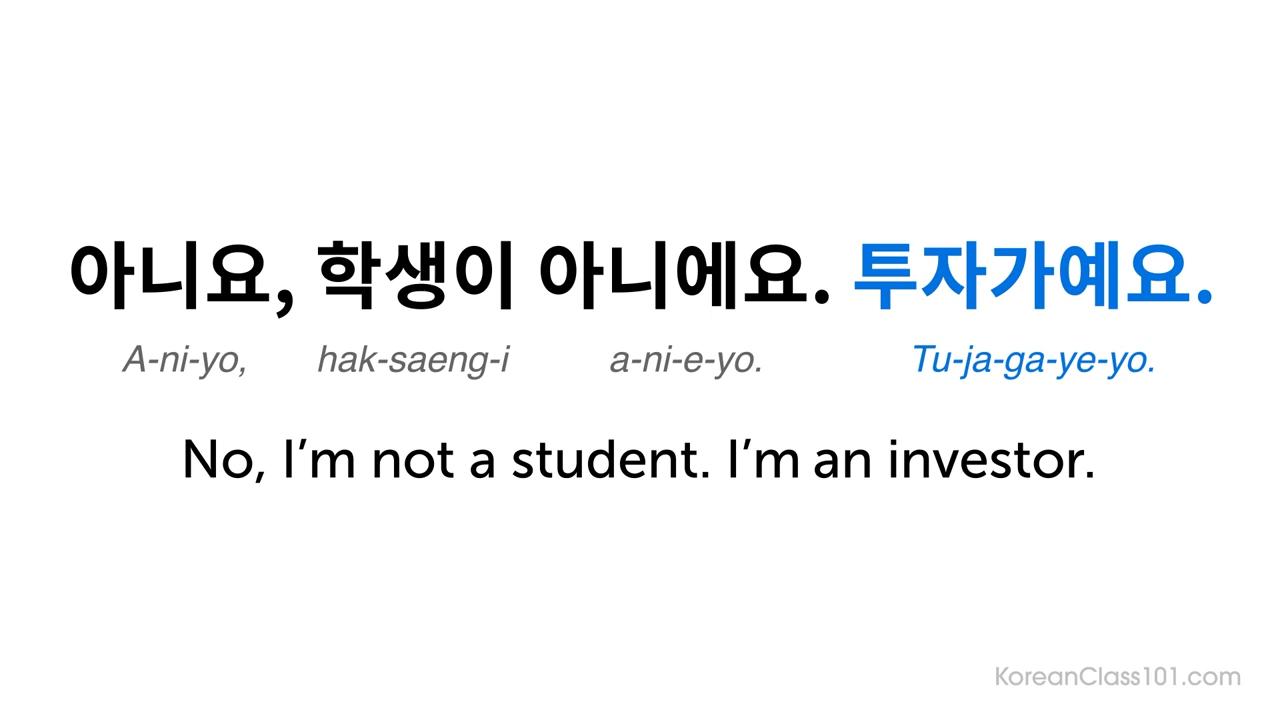 아니요, 학생이 아니에요. 투자가예요.
A-ni-yo, hak-saeng-i a-ni-e-yo. Tu-ja-ga-ye-yo.
No, I’m not a student. I’m an investor.
KoreanClass101.com